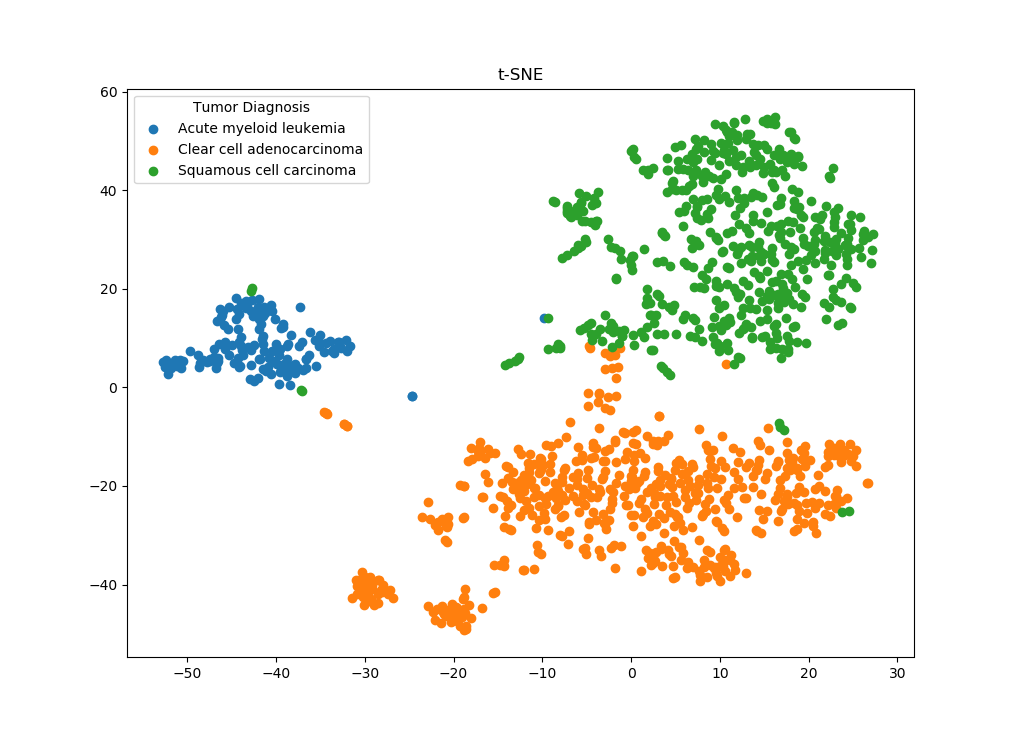 t-SNE
Tumor Diagnosis
Acute myeloid leukemia
Clear cell adenocarcinoma
Squamous cell carcinoma
60
40
20
0
−20
−40
−50 −40 −30 −20 −10 0 10 20 30